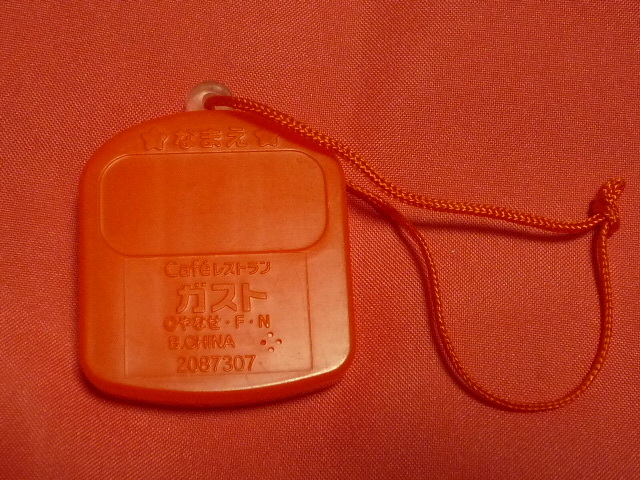 ☆なまえ☆
Caféレストラン
ガスト
©やなせ・F・N
B.CHINA
2087307